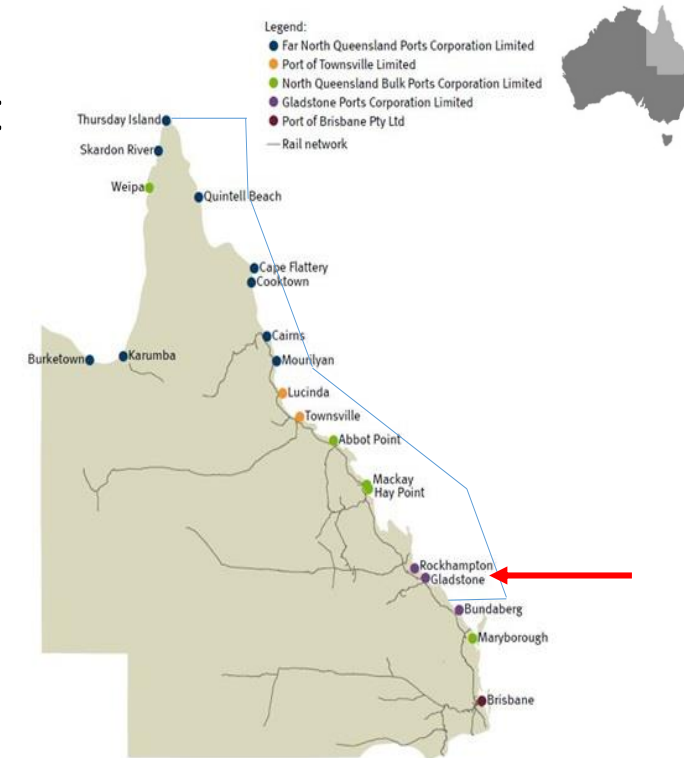 Legend:
Far North Queensland Ports Corporation Limited
Port of Townsville Limited
North Queensland Bulk Ports Corporation Limited
Gladstone Ports Corporation Limited
Port of Brisbane Pty Ltd
Rail network
Thursday Island
Skardon River
Weipa
Quintell Beach
Cape Flattery
Cooktown
Cairns
Burketown
Karumba
Mourilyan
Lucinda
Townsville
Abbot Point
Mackay
Hay Point
Rockhampton
Gladstone
Bundaberg
Maryborough
Brisbane